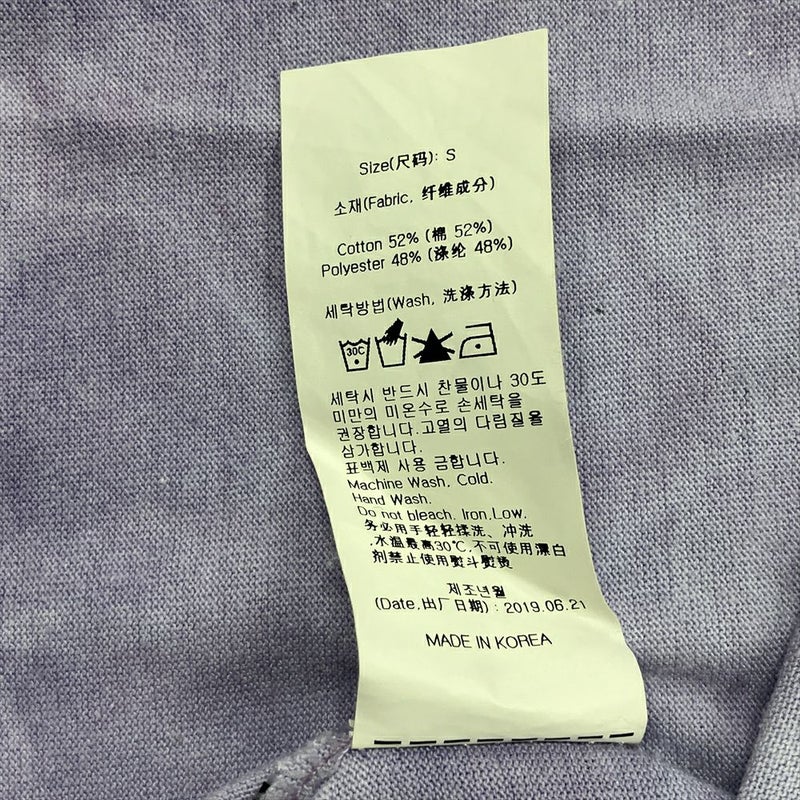 Size(尺码): S
소재(Fabric, 纤维成分)
Cotton 52% (棉 52%)
Polyester 48% (涤纶 48%)
세탁방법(Wash, 洗涤方法)
30C
세탁시 반드시 찬물이나 30도
미만의 미온수로 손세탁을
권장합니다.고열의 다림질을
삼가합니다.
표백제 사용 금합니다.
Machine Wash, Cold.
Hand Wash.
Do not bleach, Iron,Low.
务必用手轻轻揉洗、冲洗
,水温最高30℃,不可使用漂白
剂禁止使用熨斗熨烫
제조년월
(Date,出厂日期) : 2019.06.21
MADE IN KOREA